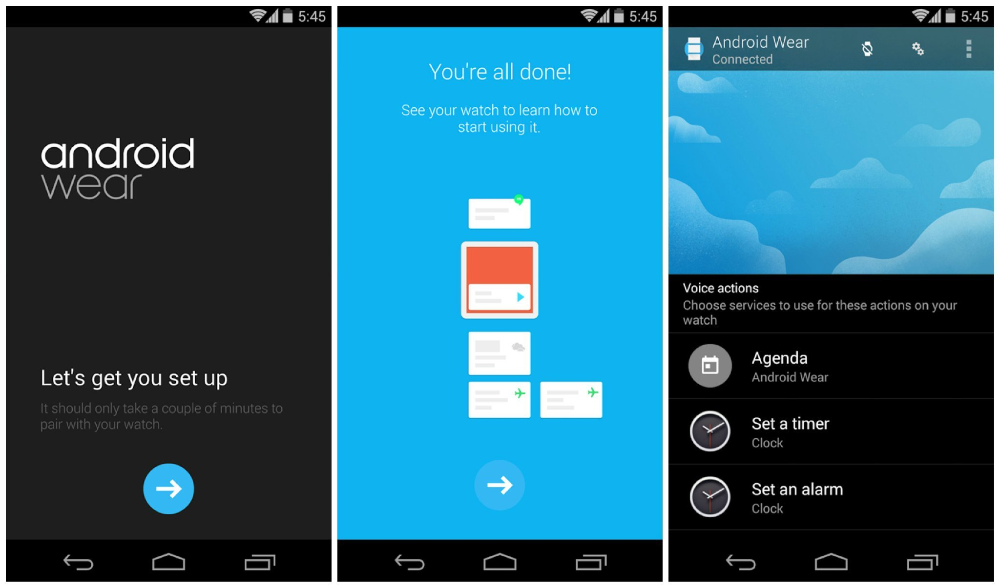 5:45
android
wear
Let's get you set up
It should only take a couple of minutes to
pair with your watch.
5:45
You're all done!
See your watch to learn how to
start using it.
5:45
Android Wear
Connected
Voice actions
Choose services to use for these actions on your
watch
Agenda
Android Wear
Set a timer
Clock
Set an alarm
Clock